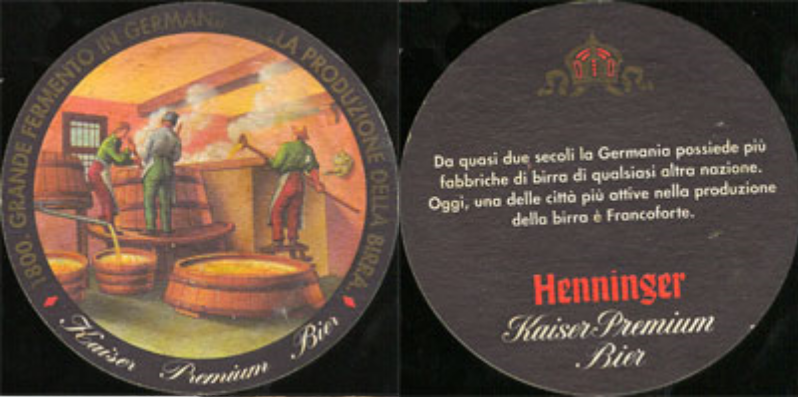 1800: GRANDE FERMENTO IN GERMANIA ...LA PRODUZIONE DELLA BIRRA.
Kaiser Premium Bier
Da quasi due secoli la Germania possiede più
fabbriche di birra di qualsiasi altra nazione.
Oggi, una delle città più attive nella produzione
della birra è Francoforte.
Henninger
Kaiser Premium
Bier